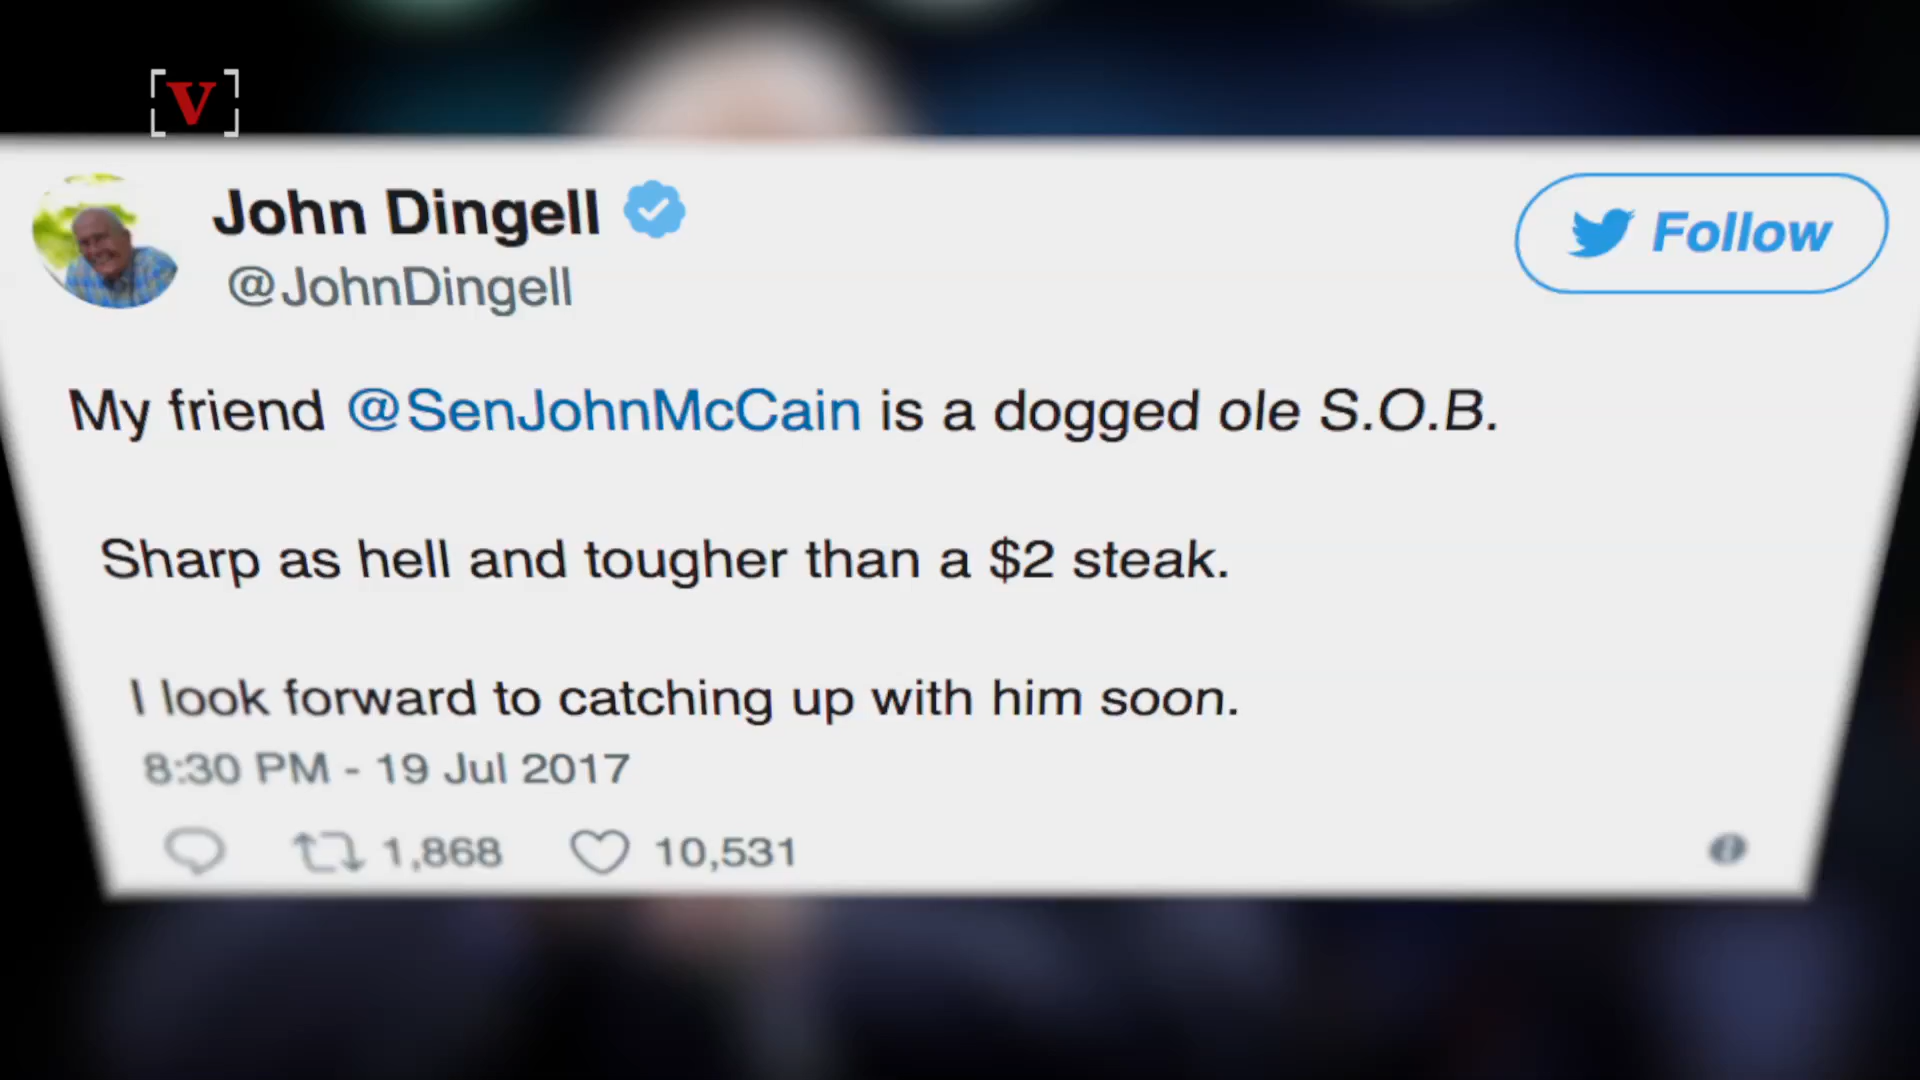 V
John Dingell
@JohnDingell
Follow
My friend @SenJohnMcCain is a dogged ole S.O.B.
Sharp as hell and tougher than a $2 steak.
I look forward to catching up with him soon.
8:30 PM - 19 Jul 2017
1,868 10,531